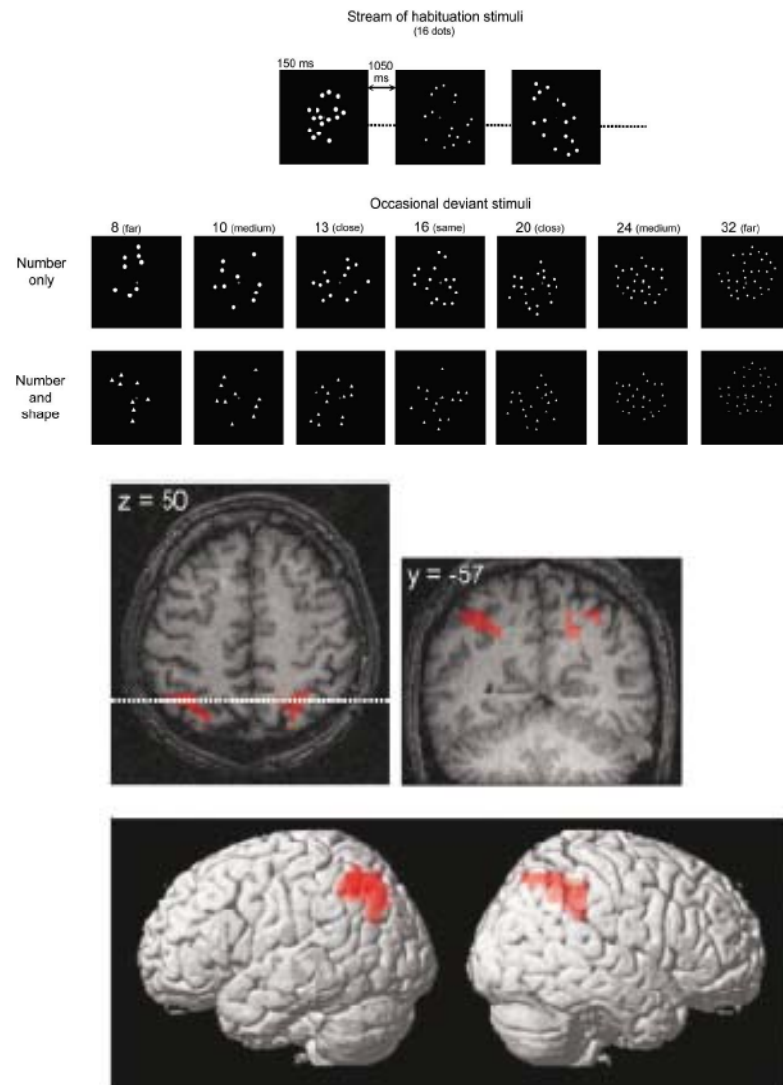 Stream of habituation stimuli
(16 dots)
150 ms
1050
ms
Occasional deviant stimuli
8 (far) 10 (medium) 13 (close) 16 (same) 20 (close) 24 (medium) 32 (far)
Number
only
Number
and
shape
z = 50
y = -57